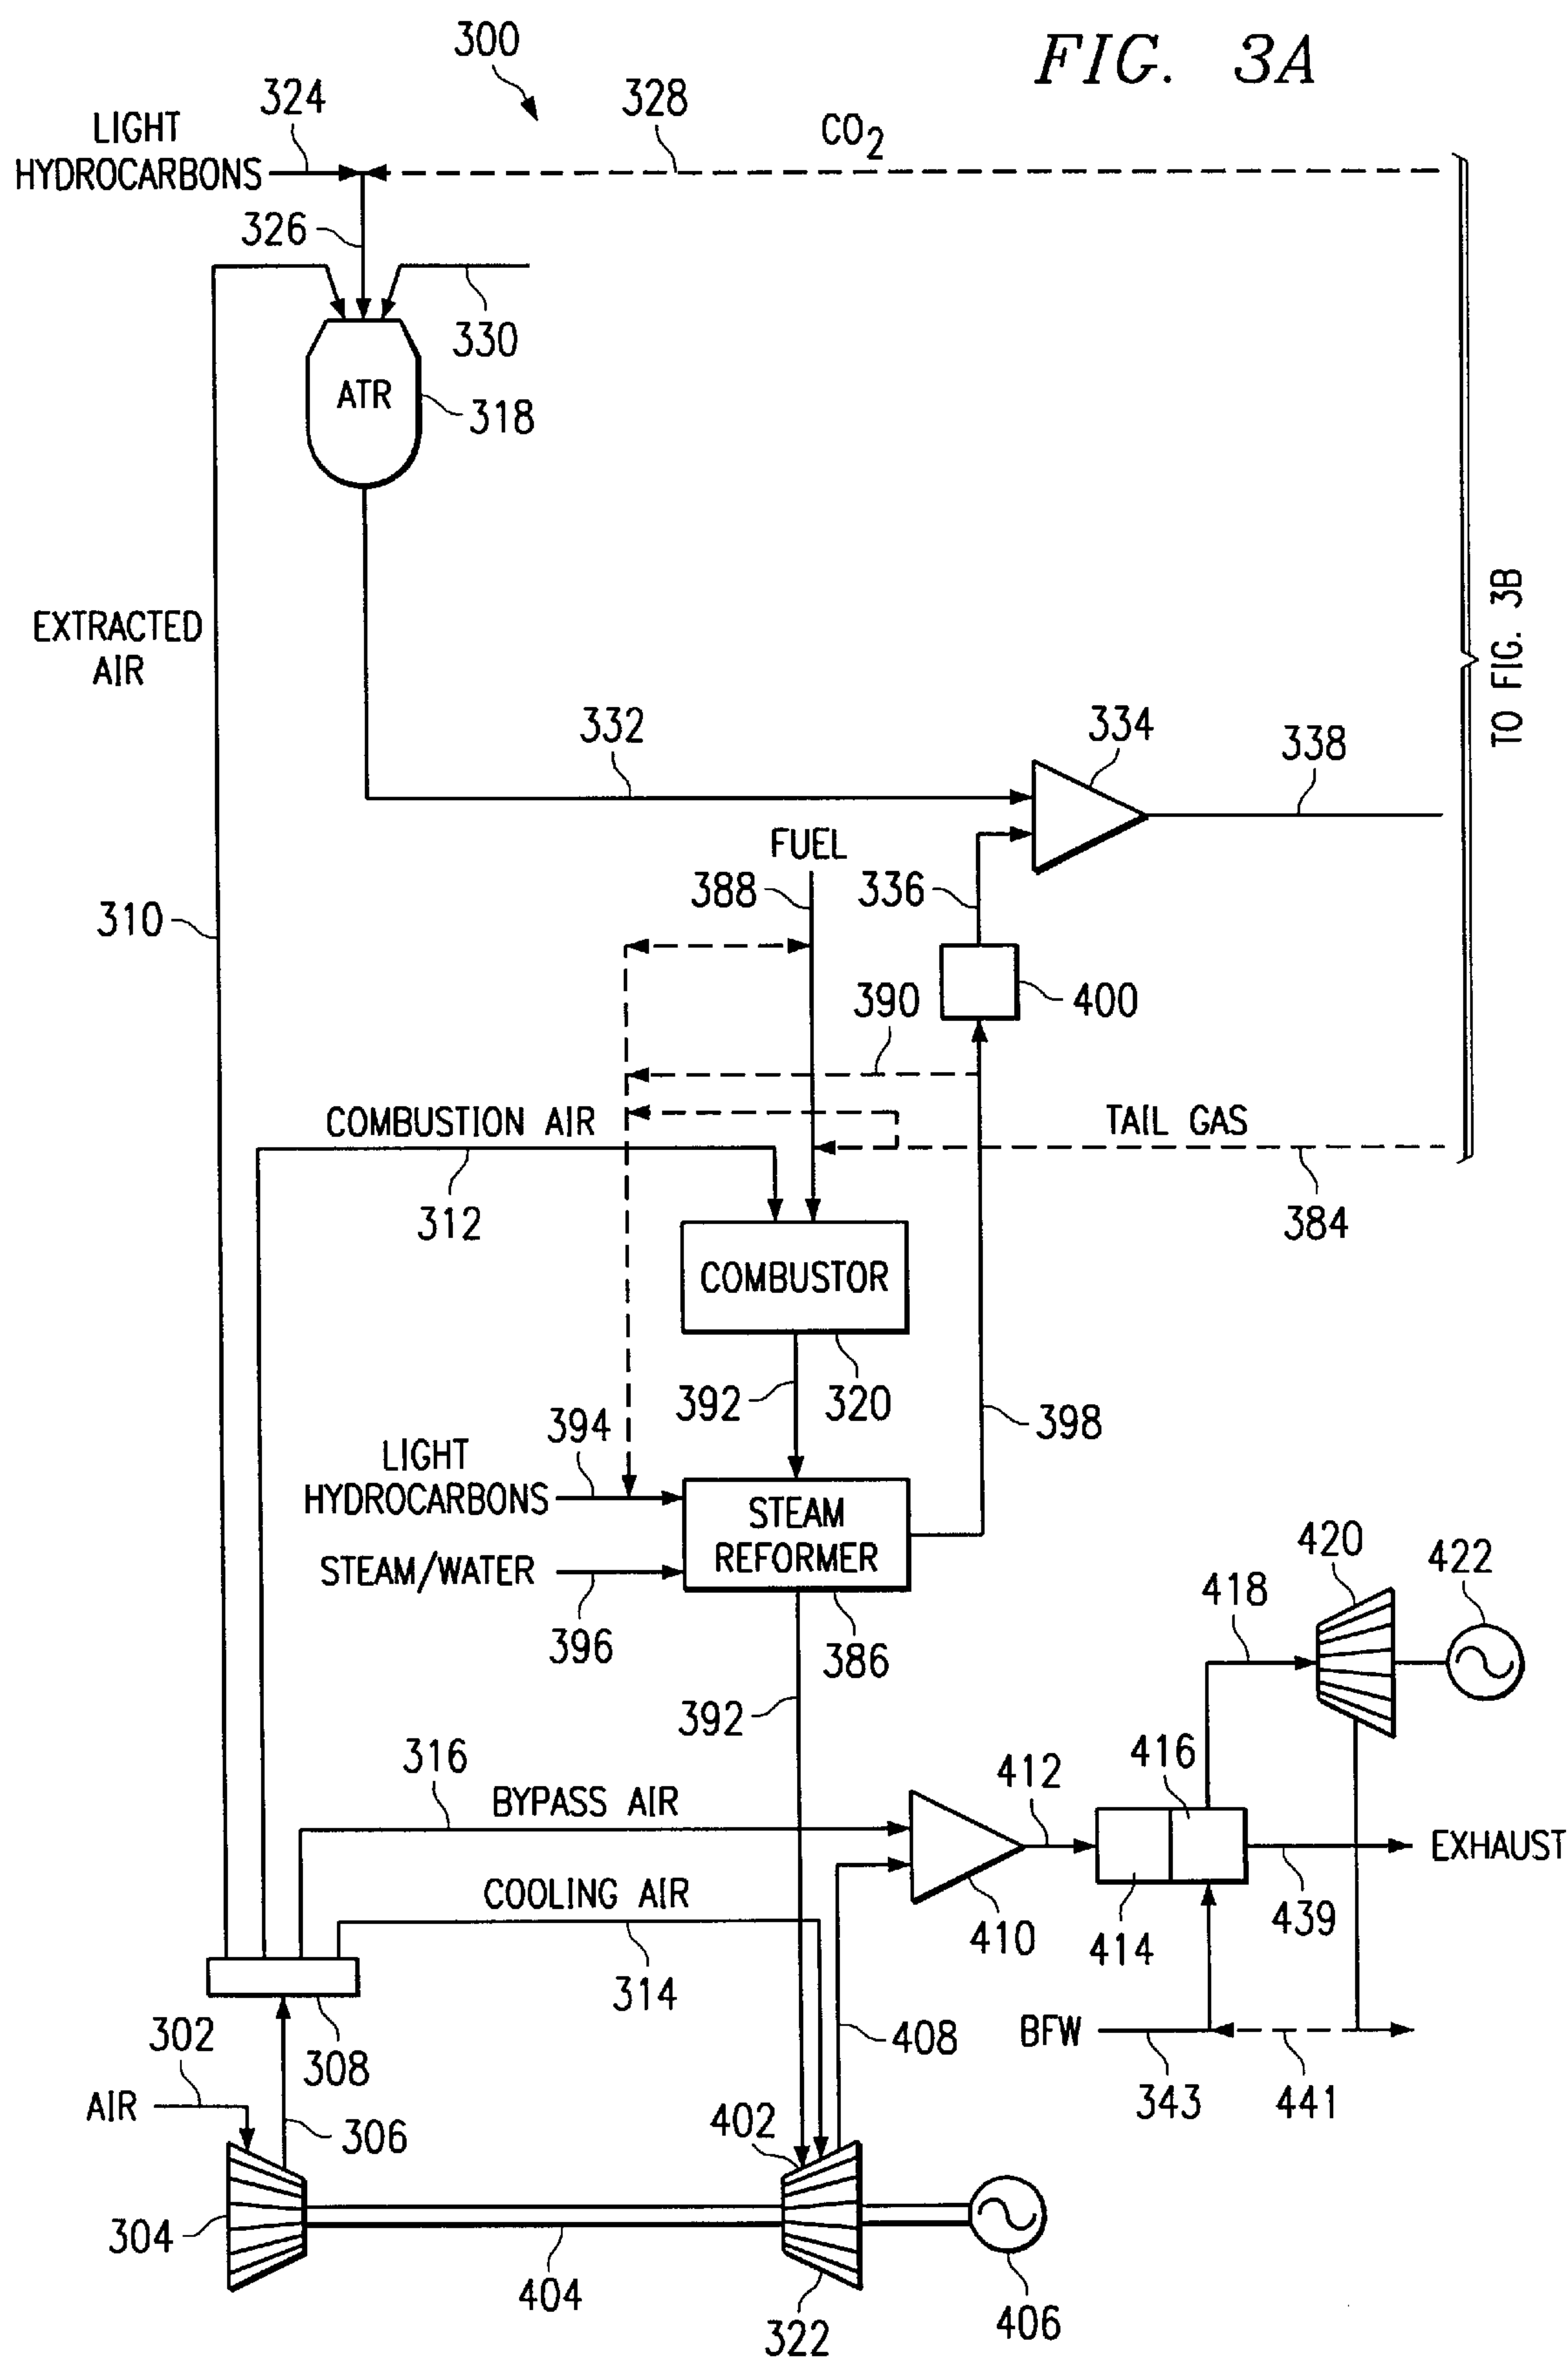 FIG. 3A
300
324
328
CO2
LIGHT
HYDROCARBONS
326
330
ATR
318
EXTRACTED
AIR
TO FIG. 3B
332
334
338
FUEL
388
336
310
390
400
COMBUSTION AIR
TAIL GAS
312
384
COMBUSTOR
392
320
394
398
LIGHT
HYDROCARBONS
STEAM
REFORMER
STEAM/WATER
396
386
420
422
418
392
316
416
412
BYPASS AIR
EXHAUST
COOLING AIR
410
414
439
314
302
308
408
BFW
AIR
306
402
343
441
304
404
322
406